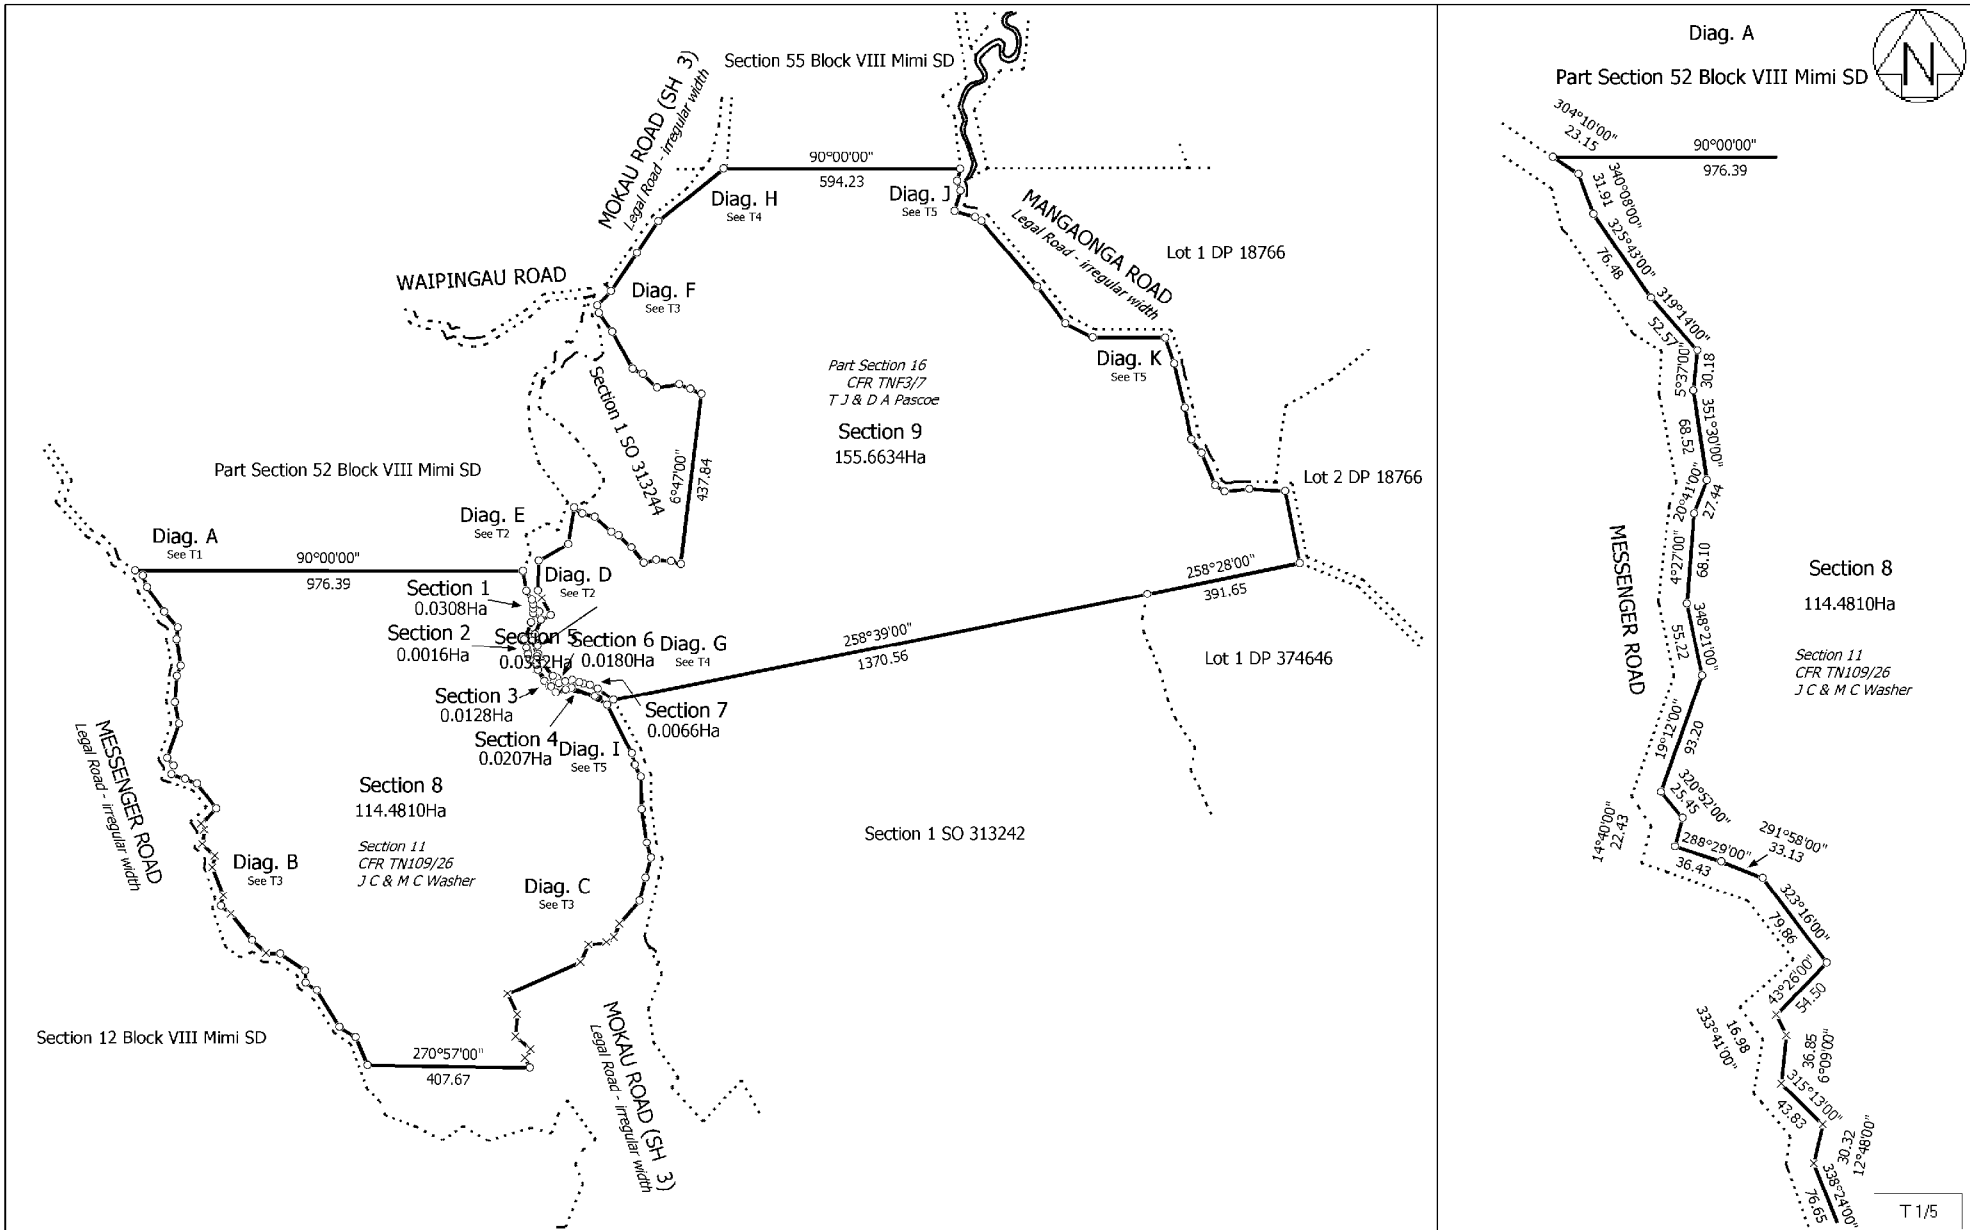 Section 55 Block VIII Mimi SD
MOKAU ROAD (SH 3)
Legal Road - irregular width
90°00'00"
594.23
Diag. H
See T4
Diag. J
See T5
MANGAONGA ROAD
Legal Road - irregular width
Lot 1 DP 18766
WAIPINGAU ROAD
Diag. F
See T3
Diag. K
See T5
Part Section 16
CFR TNF3/7
T J & D A Pascoe
Section 9
155.6634Ha
Section 1 SO 313244
6°47'00"
437.84
Part Section 52 Block VIII Mimi SD
Lot 2 DP 18766
Diag. E
See T2
Diag. A
See T1
90°00'00"
976.39
Diag. D
See T2
Section 1
0.0308Ha
Section 2
0.0016Ha
Section 5
0.0332Ha
Section 6
0.0180Ha
Diag. G
See T4
258°39'00"
1370.56
258°28'00"
391.65
Lot 1 DP 374646
Section 3
0.0128Ha
Section 7
0.0066Ha
Section 4
0.0207Ha
Diag. I
See T5
MESSENGER ROAD
Legal Road - irregular width
Section 8
114.4810Ha
Section 11
CFR TN109/26
J C & M C Washer
Section 1 SO 313242
Diag. B
See T3
Diag. C
See T3
Section 12 Block VIII Mimi SD
270°57'00"
407.67
MOKAU ROAD (SH 3)
Legal Road - irregular width
Diag. A
N
Part Section 52 Block VIII Mimi SD
304°10'00"
23.15
90°00'00"
976.39
340°08'00"
31.91
325°43'00"
76.48
319°14'00"
52.57
5°37'00"
30.18
351°30'00"
68.52
20°41'00"
27.44
4°27'00"
68.10
MESSENGER ROAD
Section 8
114.4810Ha
348°21'00"
55.22
Section 11
CFR TN109/26
J C & M C Washer
19°12'00"
93.20
320°52'00"
25.45
14°40'00"
22.43
288°29'00"
36.43
291°58'00"
33.13
323°16'00"
79.86
43°26'00"
54.50
333°41'00"
16.98
36.85
6°09'00"
315°13'00"
43.83
30.32
12°48'00"
338°24'00"
76.65
T 1/5